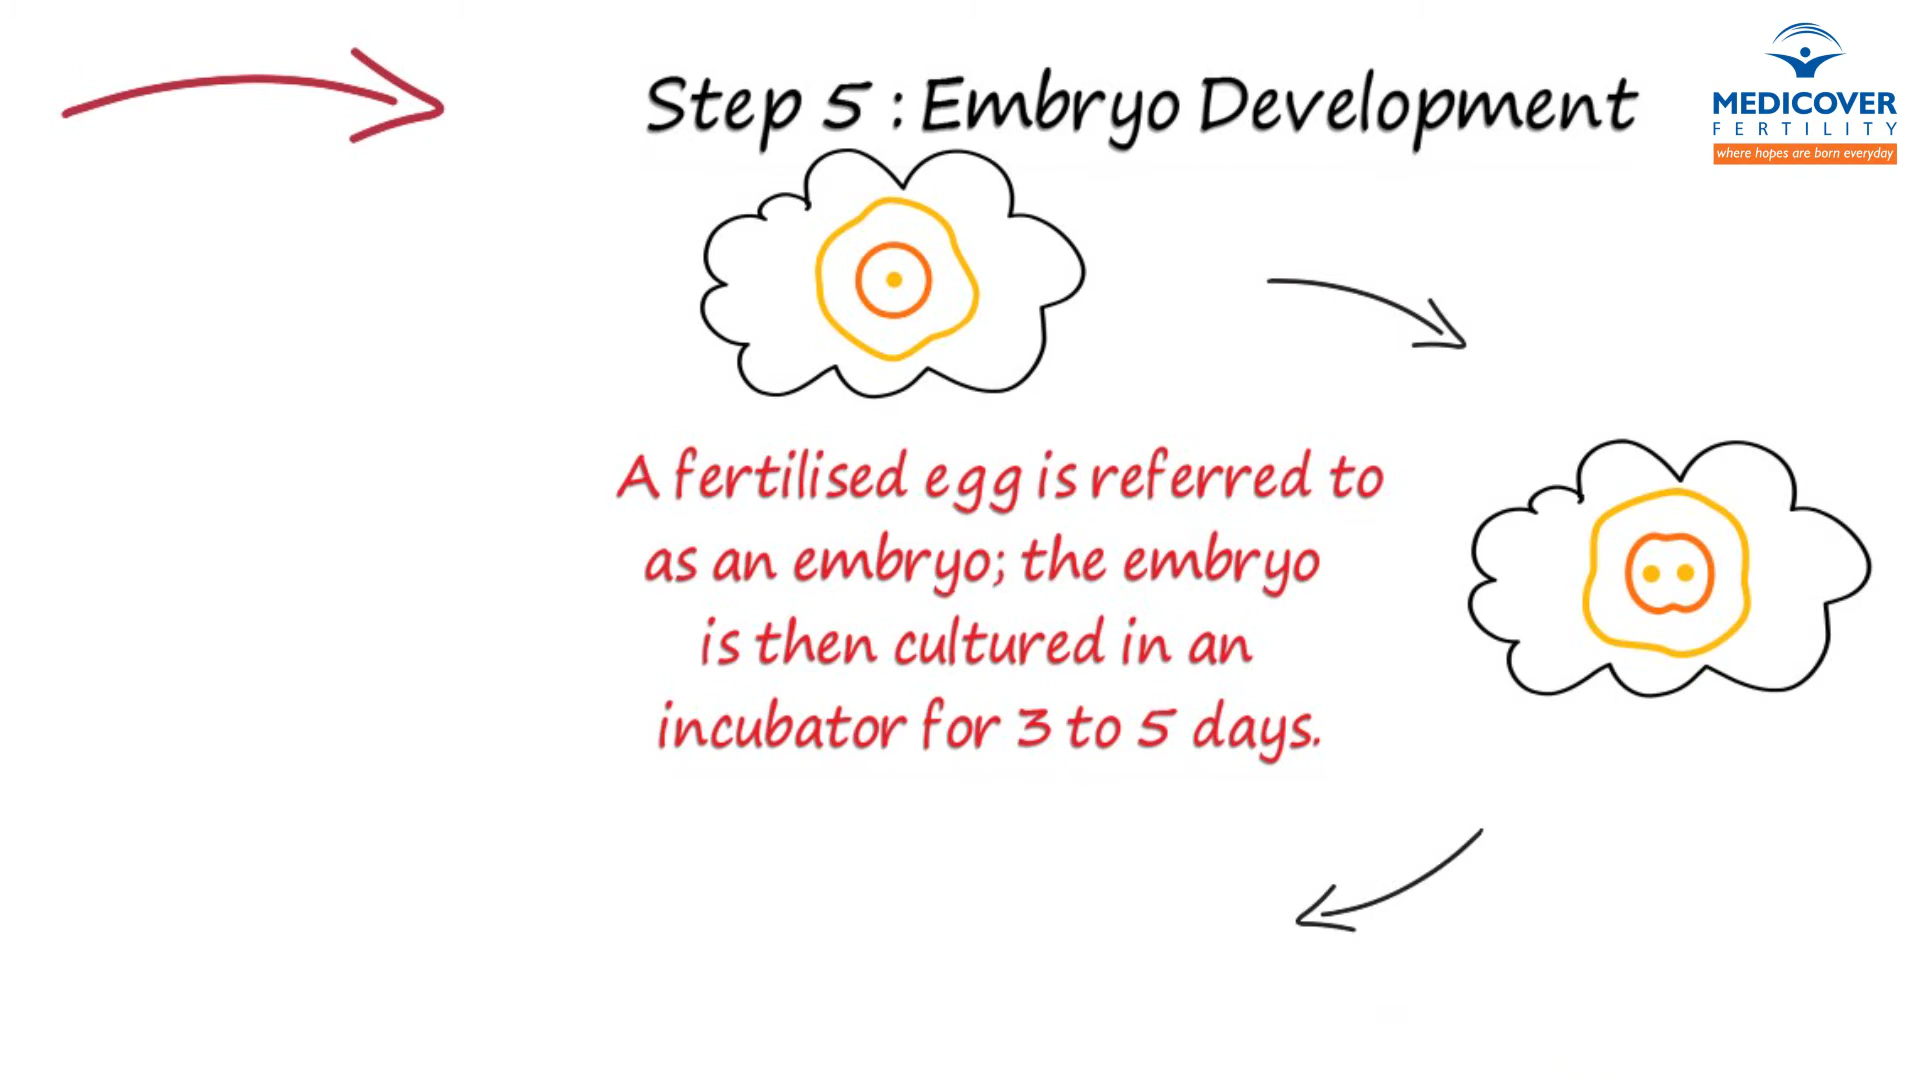 Step 5 : Embryo Development
MEDICOVER
FERTILITY
where hopes are born everyday
A fertilised egg is referred to
as an embryo; the embryo
is then cultured in an
incubator for 3 to 5 days.